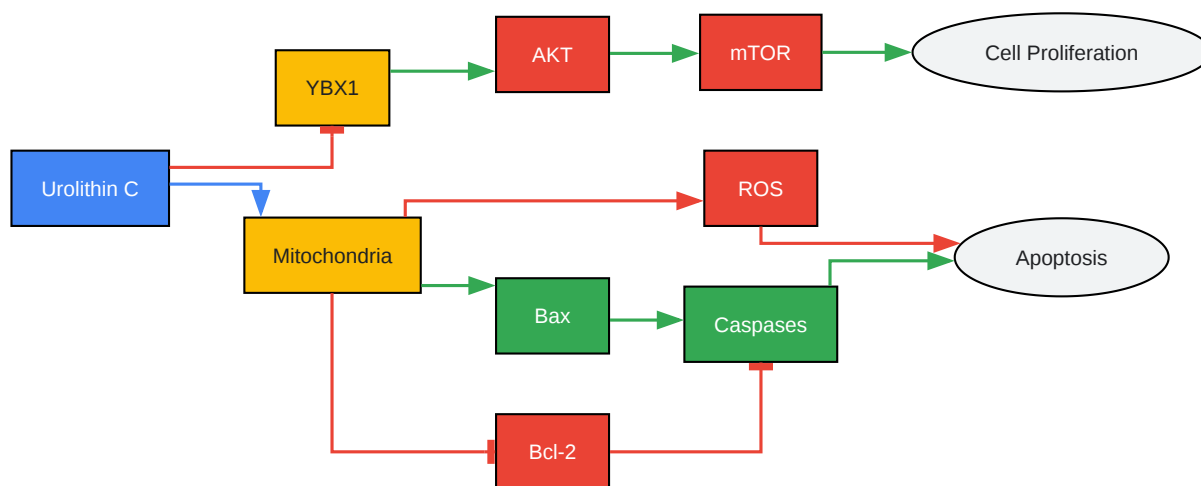 AKT
mTOR
Cell Proliferation
YBX1
Urolithin C
ROS
Mitochondria
Apoptosis
Bax
Caspases
Bcl-2